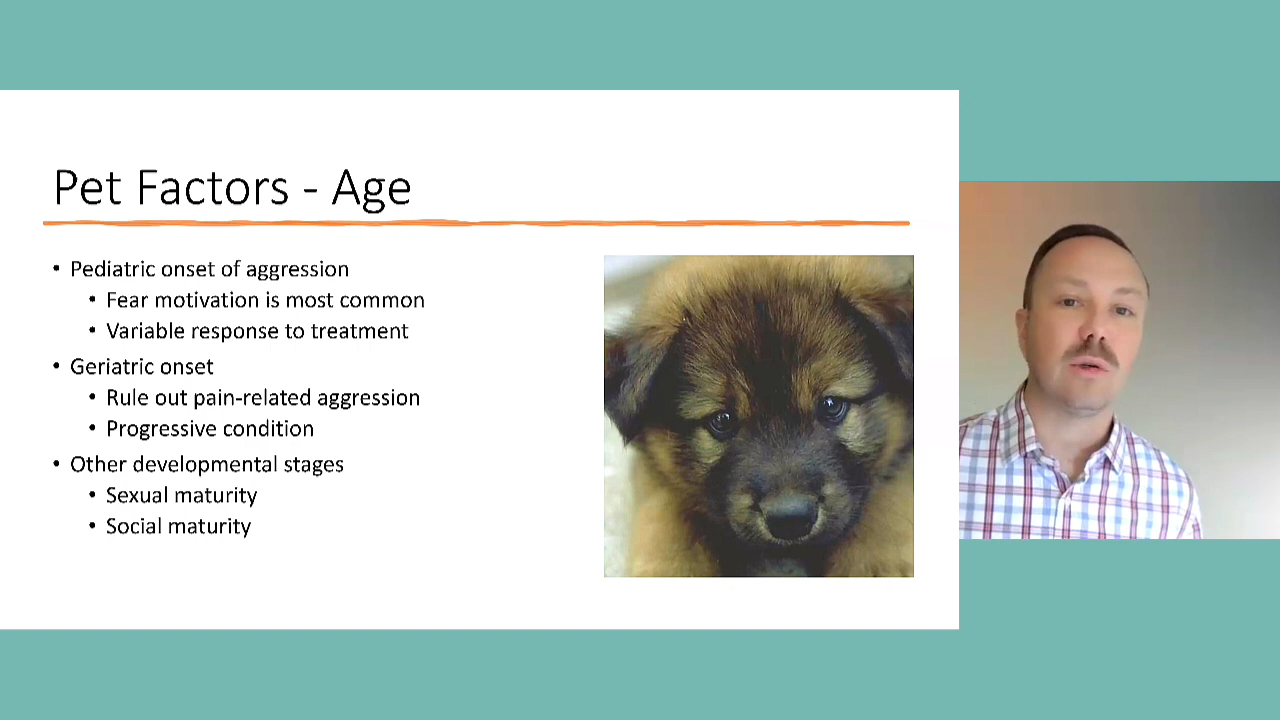 Pet Factors - Age
• Pediatric onset of aggression
• Fear motivation is most common
• Variable response to treatment
• Geriatric onset
• Rule out pain-related aggression
• Progressive condition
• Other developmental stages
• Sexual maturity
• Social maturity